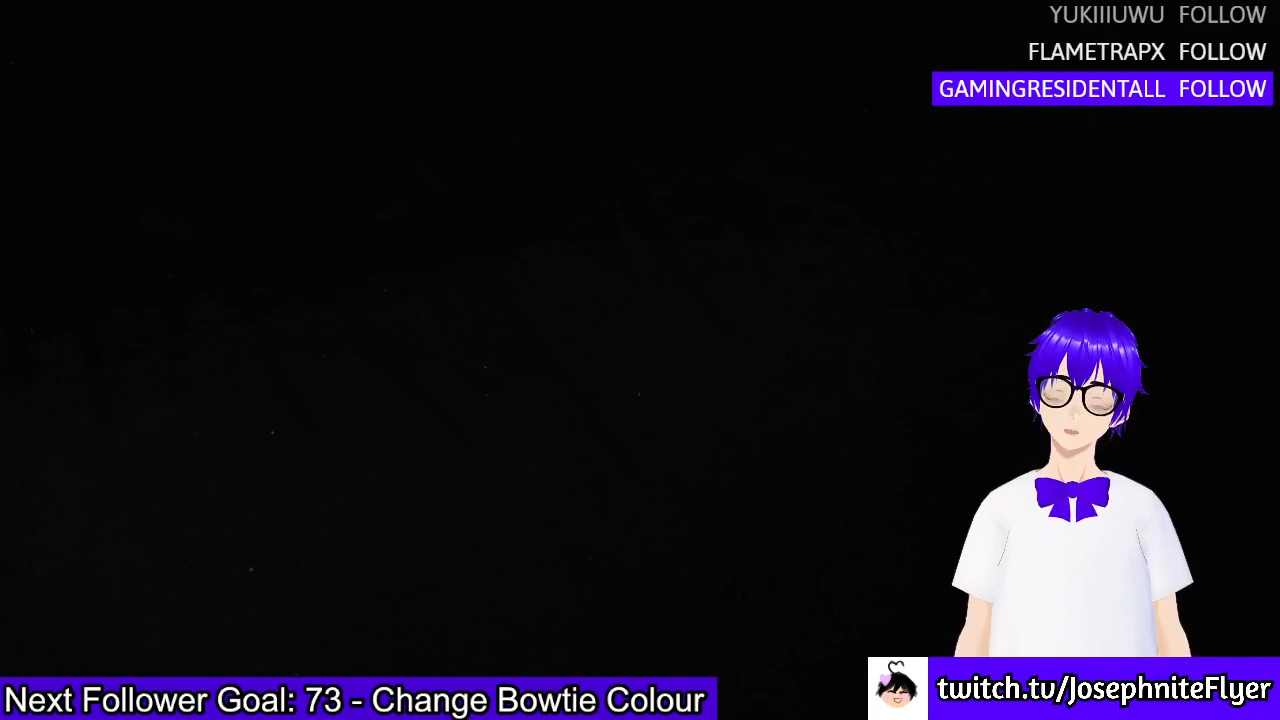 YUKIIIUWU FOLLOW
FLAMETRAPX FOLLOW
GAMINGRESIDENTALL FOLLOW
Next Follower Goal: 73 - Change Bowtie Colour
twitch.tv/JosephniteFlyer